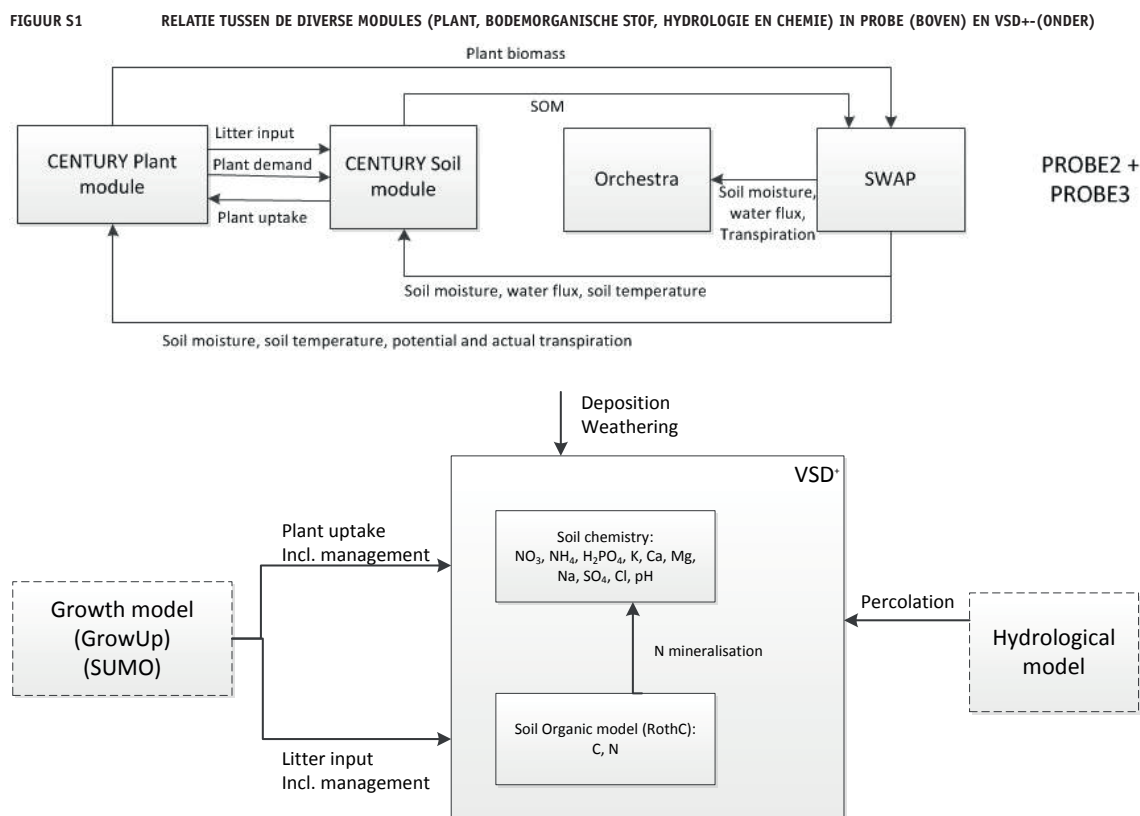 FIGUUR S1 RELATIE TUSSEN DE DIVERSE MODULES (PLANT, BODEMORGANISCHE STOF, HYDROLOGIE EN CHEMIE) IN PROBE (BOVEN) EN VSD+-(ONDER)
Plant biomass
SOM
CENTURY Plant
module
Litter input
Plant demand
Plant uptake
CENTURY Soil
module
Orchestra
Soil moisture,
water flux,
Transpiration
SWAP
PROBE2 +
PROBE3
Soil moisture, water flux, soil temperature
Soil moisture, soil temperature, potential and actual transpiration
Deposition
Weathering
VSD+
Plant uptake
Incl. management
Soil chemistry:
NO3, NH4, H2PO4, K, Ca, Mg,
Na, SO4, Cl, pH
Growth model
(GrowUp)
(SUMO)
Percolation
Hydrological
model
N mineralisation
Soil Organic model (RothC):
C, N
Litter input
Incl. management